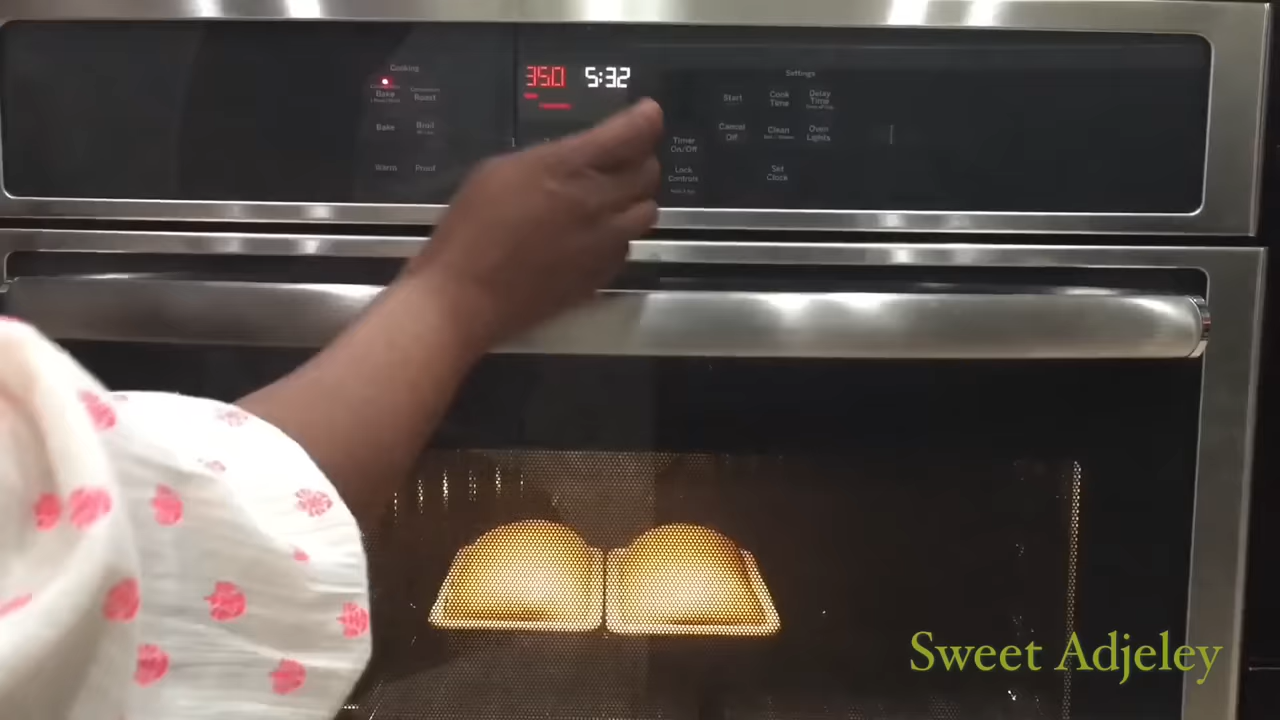 Cooking
Bake
Roast
Bake
Broil
Warm
Proof
350 5:32
Timer
On/Off
Lock
Controls
Settings
Start
Cook
Time
Delay
Time
Cancel
Off
Clean
Oven
Lights
Set
Clock
Sweet Adjeley